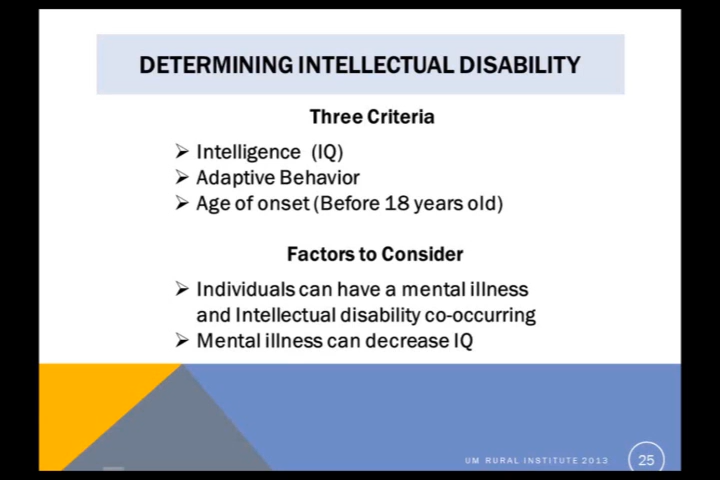 DETERMINING INTELLECTUAL DISABILITY
Three Criteria
➢ Intelligence (IQ)
➢ Adaptive Behavior
➢ Age of onset (Before 18 years old)
Factors to Consider
➢ Individuals can have a mental illness
and Intellectual disability co-occurring
➢ Mental illness can decrease IQ
UM RURAL INSTITUTE 2013
25